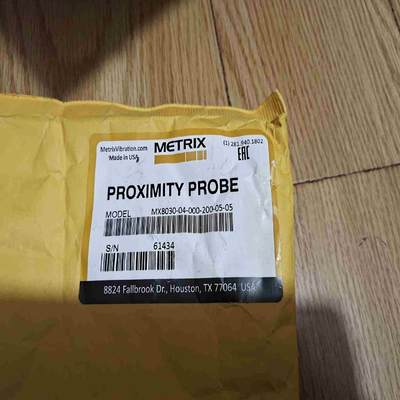 MetrixVibration.com
Made in USA
METRIX
(1) 281.940.1802
EAC
PROXIMITY PROBE
MODEL MX8030-04-000-200-05-05
S/N 61434
8824 Fallbrook Dr., Houston, TX 77064 USA